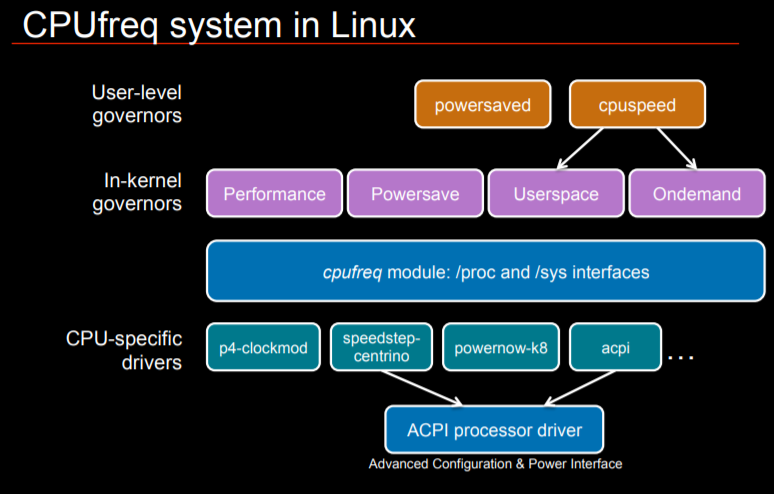 CPUfreq system in Linux
User-level
governors
powersaved
cpuspeed
In-kernel
governors
Performance
Powersave
Userspace
Ondemand
cpufreq module: /proc and /sys interfaces
CPU-specific
drivers
p4-clockmod
speedstep-
centrino
powernow-k8
acpi
...
ACPI processor driver
Advanced Configuration & Power Interface